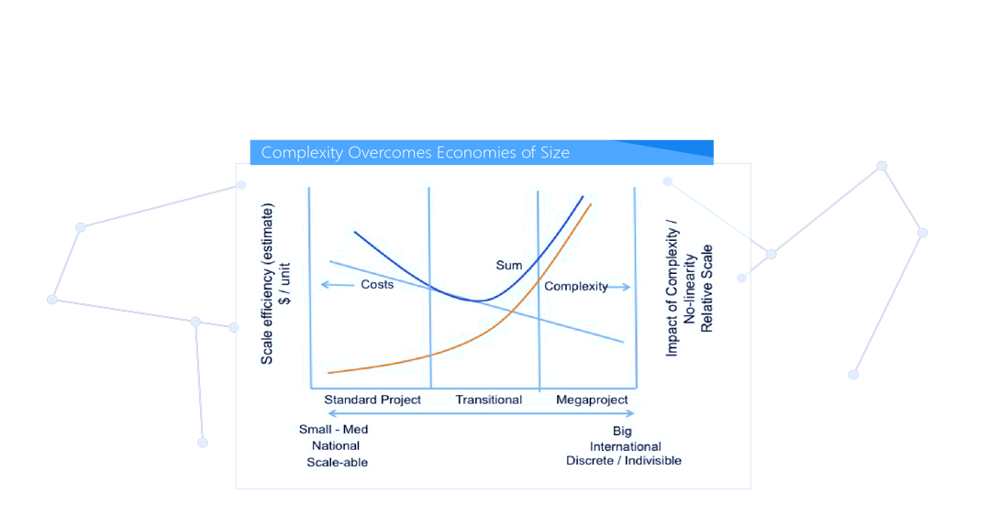 Complexity Overcomes Economies of Size
Scale efficiency (estimate)
$ / unit
Costs
Sum
Complexity
Impact of Complexity /
No-linearity
Relative Scale
Standard Project
Transitional
Megaproject
Small - Med
National
Scale-able
Big
International
Discrete / Indivisible